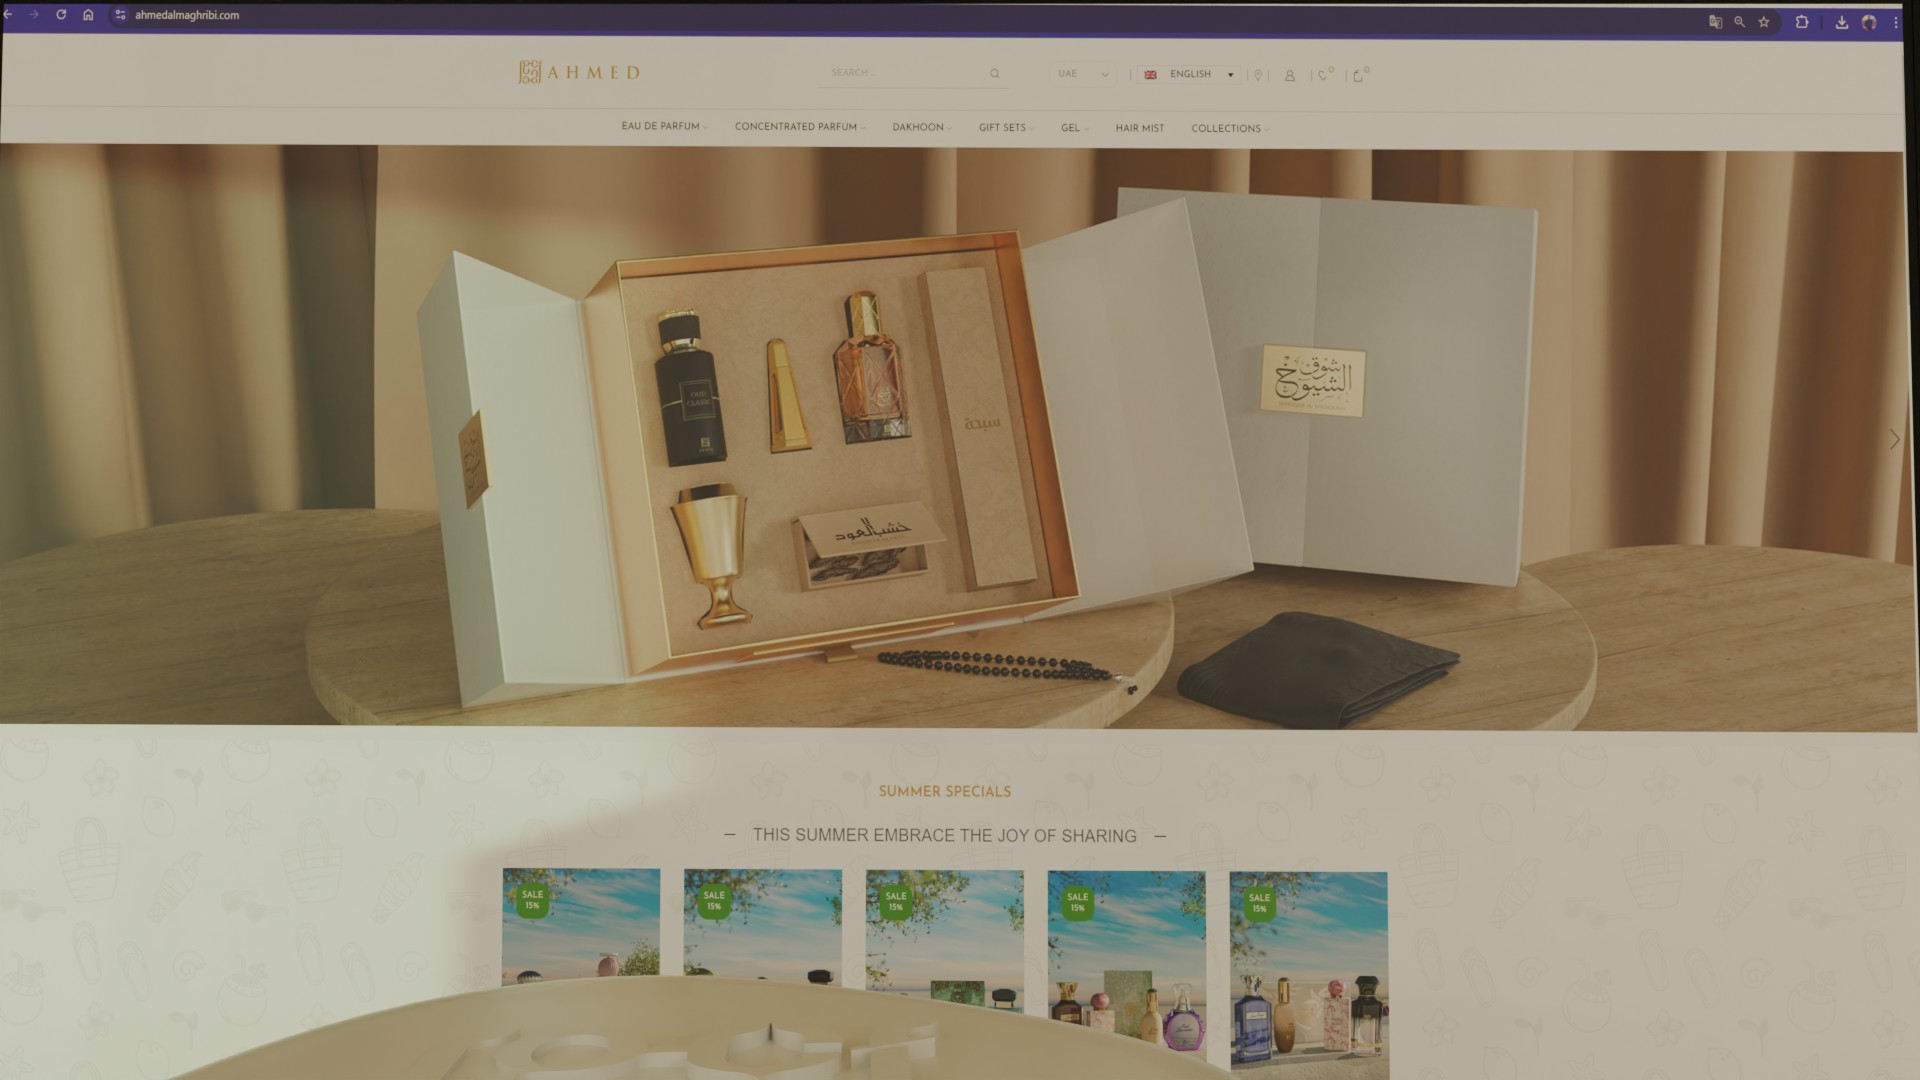 ahmedalmaghribi.com
AHMED
SEARCH ...
UAE
ENGLISH
0
0
EAU DE PARFUM
CONCENTRATED PARFUM
DAKHOON
GIFT SETS
GEL
HAIR MIST
COLLECTIONS
OUD
CLASSIC
سبحة
خشب العود
شوق
الشيوخ
SUMMER SPECIALS
— THIS SUMMER EMBRACE THE JOY OF SHARING —
SALE
15%
SALE
15%
SALE
15%
SALE
15%
SALE
15%